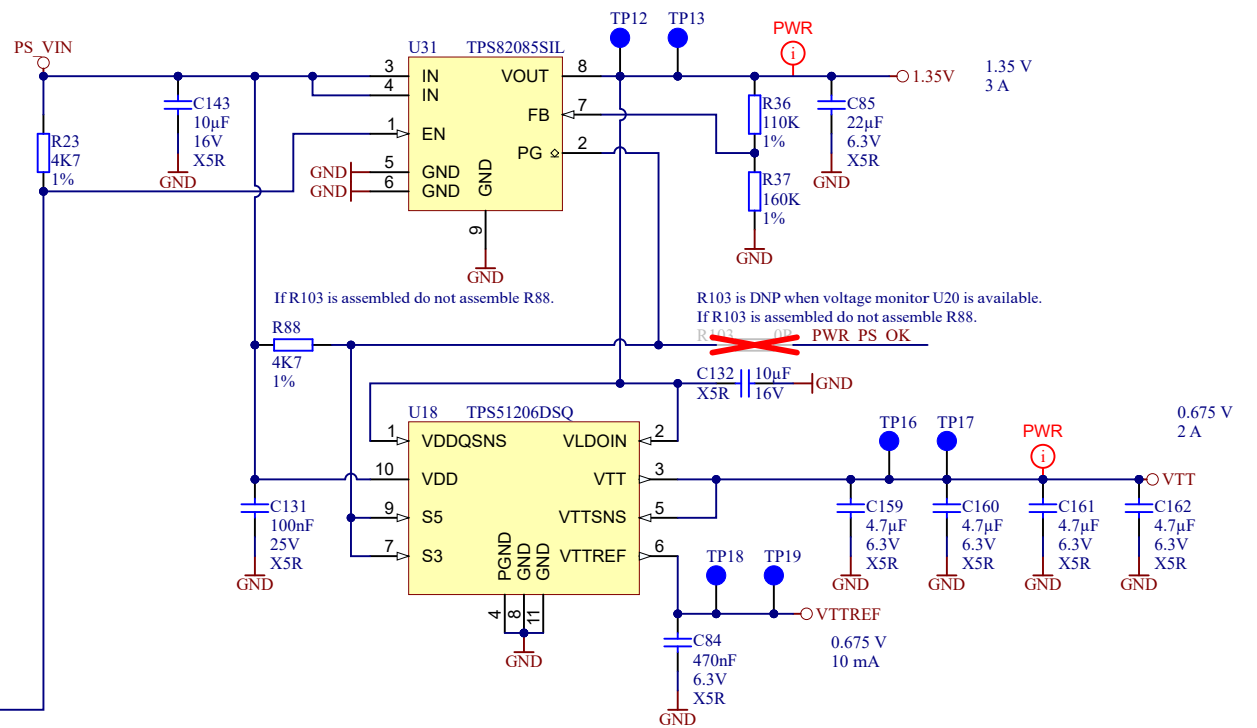 TP12
TP13
PS_VIN
PWR
i
U31 TPS82085SIL
3 IN
4 IN
1 EN
5 GND
6 GND
GND
9
VOUT 8
FB 7
PG 2
GND
GND
GND
C143
10µF
16V
X5R
GND
R23
4K7
1%
R36
110K
1%
C85
22µF
6.3V
X5R
GND
R37
160K
1%
GND
1.35V
1.35 V
3 A
If R103 is assembled do not assemble R88.
R103 is DNP when voltage monitor U20 is available.
If R103 is assembled do not assemble R88.
R88
4K7
1%
R103 0R
PWR_PS_OK
C132
X5R
10µF
16V
GND
U18 TPS51206DSQ
1 VDDQSNS
10 VDD
9 S5
7 S3
VLDOIN 2
VTT 3
VTTSNS 5
VTTREF 6
PGND
GND
GND
4
8
11
GND
C131
100nF
25V
X5R
GND
TP16
TP17
PWR
i
0.675 V
2 A
VTT
C159
4.7µF
6.3V
X5R
GND
C160
4.7µF
6.3V
X5R
GND
C161
4.7µF
6.3V
X5R
GND
C162
4.7µF
6.3V
X5R
GND
TP18
TP19
VTTREF
0.675 V
10 mA
C84
470nF
6.3V
X5R
GND